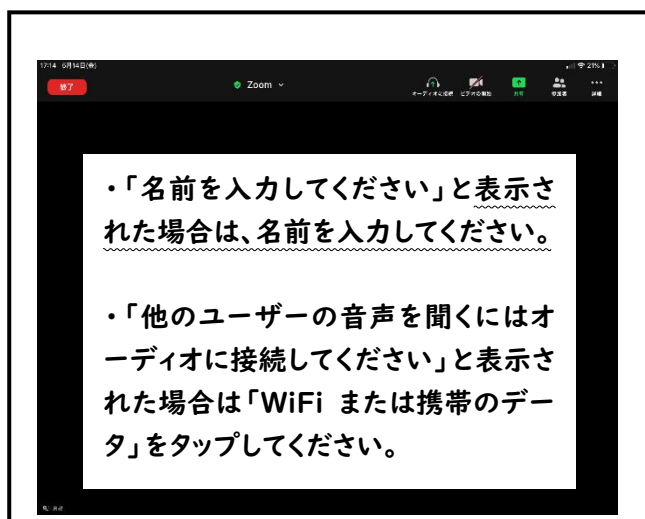 17:14 6月14日(金)
21%
終了
Zoom
オーディオに接続 ビデオの開始 共有 参加者 詳細
・「名前を入力してください」と表示さ
れた場合は、名前を入力してください。
・「他のユーザーの音声を聞くにはオ
ーディオに接続してください」と表示さ
れた場合は「WiFi または携帯のデー
タ」をタップしてください。